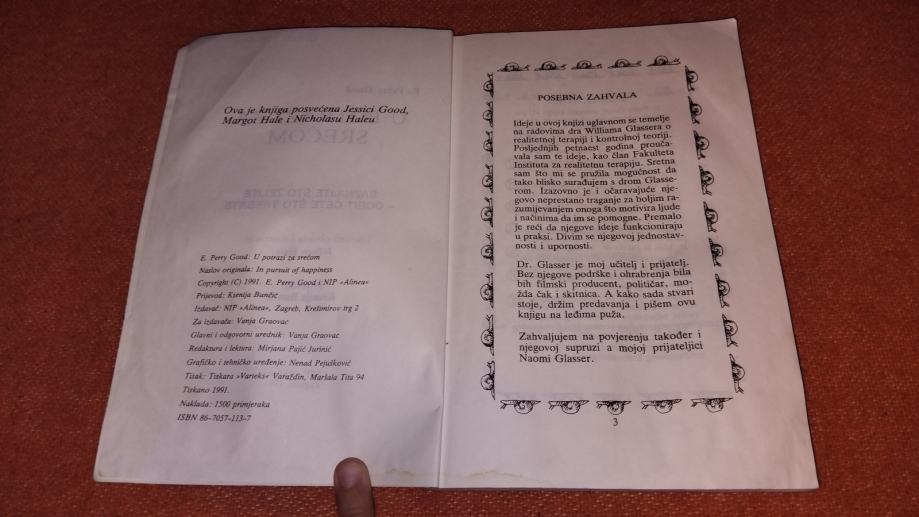 Ova je knjiga posvećena Jessici Good,
Margot Hale i Nicholasu Haleu
E. Perry Good: U potrazi za srećom
Naslov originala: In pursuit of happiness
Copyright (C) 1991. E. Perry Good i NIP »Alinea«
Prijevod: Ksenija Bunčić
Izdavač: NIP »Alinea«, Zagreb, Krešimirov trg 2
Za izdavača: Vanja Graovac
Glavni i odgovorni urednik: Vanja Graovac
Redaktura i lektura: Mirjana Pajić Jurinić
Grafičko i tehničko uređenje: Nenad Pejušković
Tisak: Tiskara »Varteks« Varaždin, Maršala Tita 94
Tiskano 1991.
Naklada: 1500 primjeraka
ISBN 86-7057-113-7
POSEBNA ZAHVALA
Ideje u ovoj knjizi uglavnom se temelje
na radovima dra Williama Glassera o
realitetnoj terapiji i kontrolnoj teoriji.
Posljednjih petnaest godina prouča-
vala sam te ideje, kao član Fakulteta
Instituta za realitetnu terapiju. Sretna
sam što mi se pružila mogućnost da
tako blisko surađujem s drom Glasse-
rom. Izazovno je i očaravajuće nje-
govo neprestano traganje za boljim ra-
zumijevanjem onoga što motivira ljude
i načinima da im se pomogne. Premalo
je reći da njegove ideje funkcioniraju
u praksi. Divim se njegovoj jednostav-
nosti i upornosti.
Dr. Glasser je moj učitelj i prijatelj.
Bez njegove podrške i ohrabrenja bila
bih filmski producent, političar, mo-
žda čak i skitnica. A kako sada stvari
stoje, držim predavanja i pišem ovu
knjigu na leđima puža.
Zahvaljujem na povjerenju također i
njegovoj supruzi a mojoj prijateljici
Naomi Glasser.
3